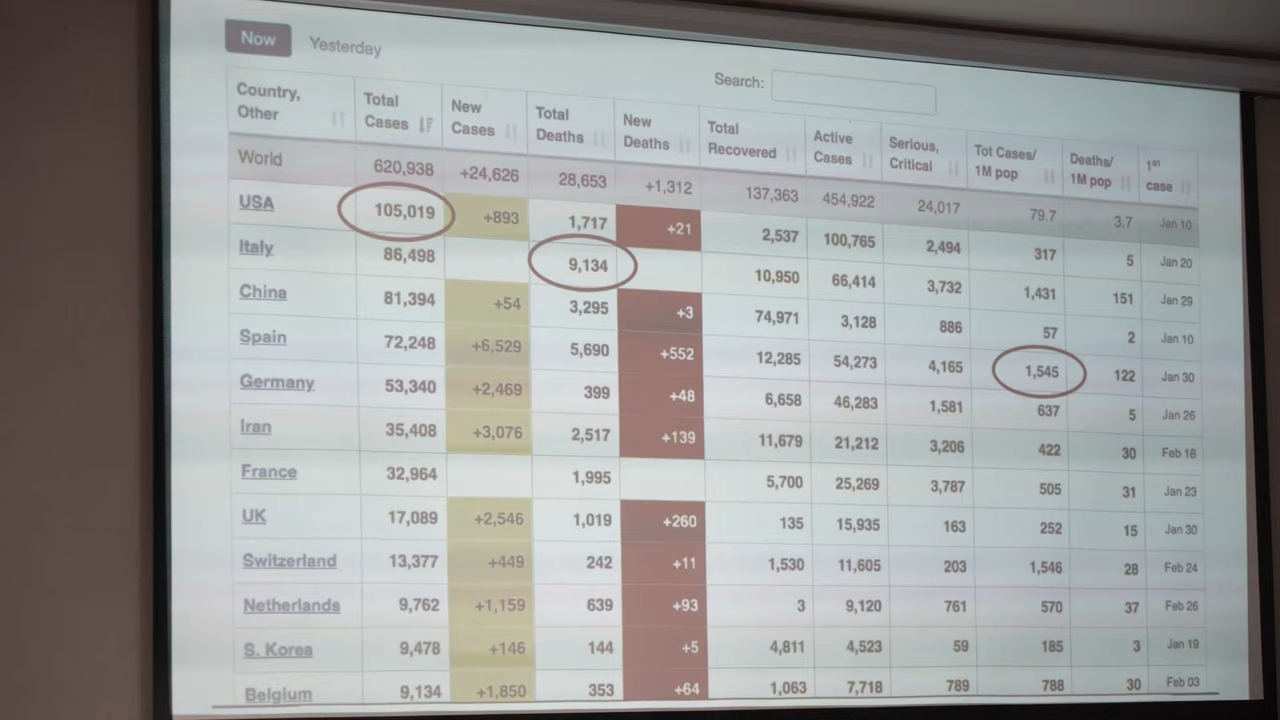 Now Yesterday
Search:
Country, Other Total Cases New Cases Total Deaths New Deaths Total Recovered Active Cases Serious, Critical Tot Cases/ 1M pop Deaths/ 1M pop 1st case
World 620,938 +24,626 28,653 +1,312 137,363 454,922 24,017 79.7 3.7 Jan 10
USA 105,019 +893 1,717 +21 2,537 100,765 2,494 317 5 Jan 20
Italy 86,498 9,134 10,950 66,414 3,732 1,431 151 Jan 29
China 81,394 +54 3,295 +3 74,971 3,128 886 57 2 Jan 10
Spain 72,248 +6,529 5,690 +552 12,285 54,273 4,165 1,545 122 Jan 30
Germany 53,340 +2,469 399 +48 6,658 46,283 1,581 637 5 Jan 26
Iran 35,408 +3,076 2,517 +139 11,679 21,212 3,206 422 30 Feb 18
France 32,964 1,995 5,700 25,269 3,787 505 31 Jan 23
UK 17,089 +2,546 1,019 +260 135 15,935 163 252 15 Jan 30
Switzerland 13,377 +449 242 +11 1,530 11,605 203 1,546 28 Feb 24
Netherlands 9,762 +1,159 639 +93 3 9,120 761 570 37 Feb 26
S. Korea 9,478 +146 144 +5 4,811 4,523 59 185 3 Jan 19
Belgium 9,134 +1,850 353 +64 1,063 7,718 789 788 30 Feb 03